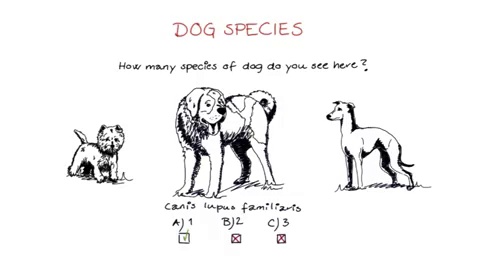 DOG SPECIES
How many species of dog do you see here?
Canis lupus familiaris
A) 1 B) 2 C) 3